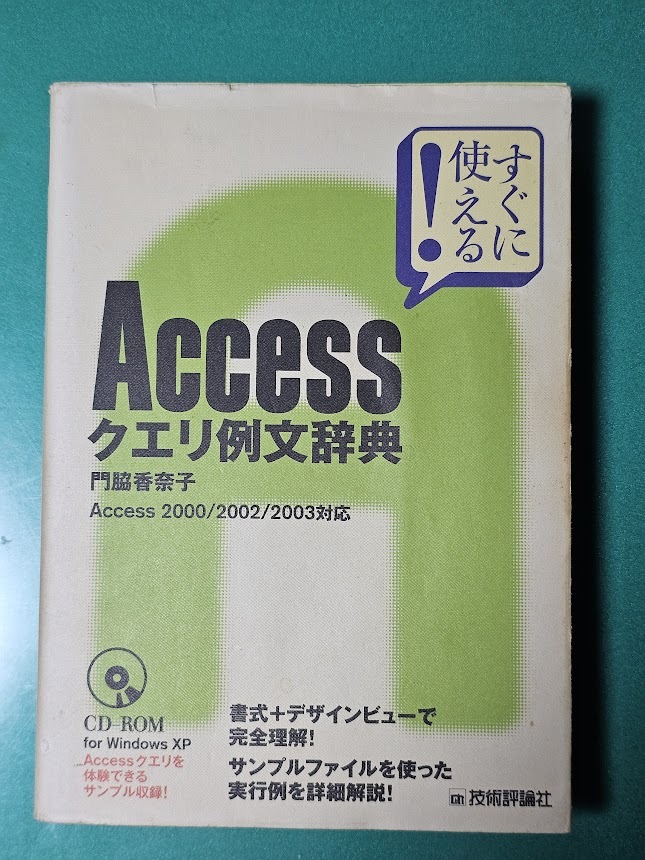 すぐに
使える
!
Access
クエリ例文辞典
門脇香奈子
Access 2000/2002/2003対応
CD-ROM
for Windows XP
Accessクエリを
体験できる
サンプル収録!
書式+デザインビューで
完全理解!
サンプルファイルを使った
実行例を詳細解説!
技術評論社